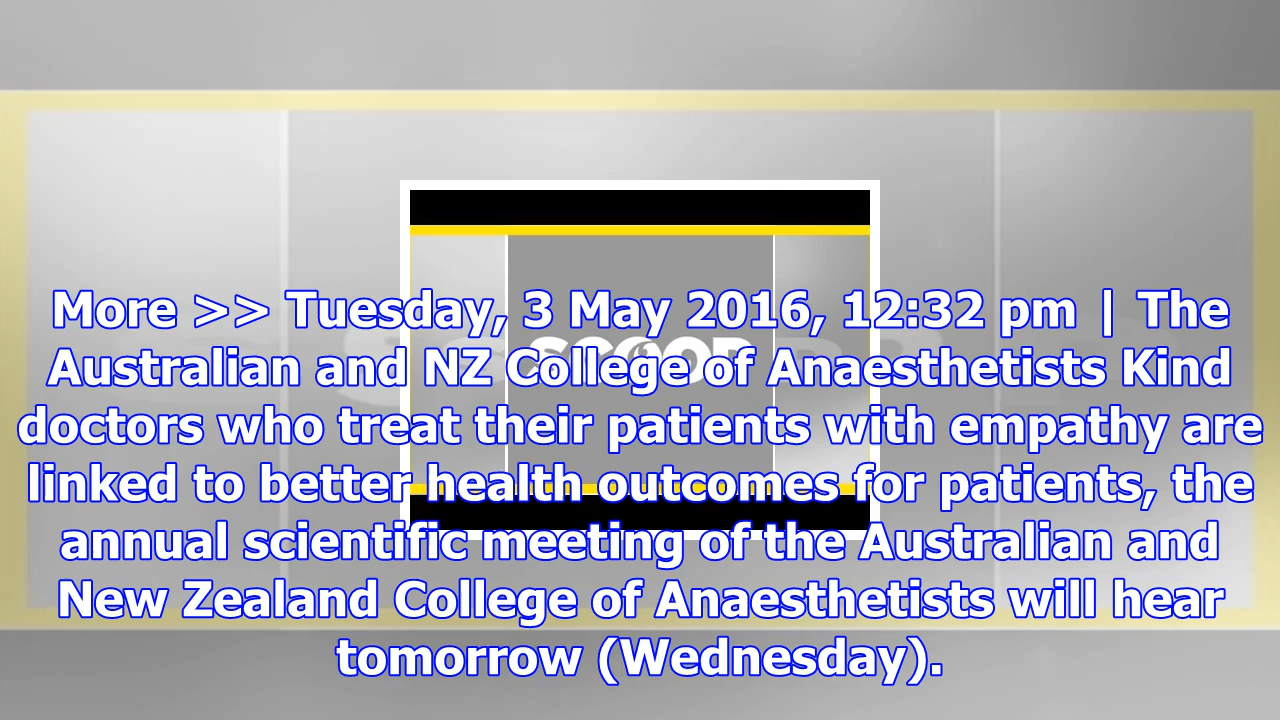 More >> Tuesday, 3 May 2016, 12:32 pm | The
Australian and NZ College of Anaesthetists Kind
doctors who treat their patients with empathy are
linked to better health outcomes for patients, the
annual scientific meeting of the Australian and
New Zealand College of Anaesthetists will hear
tomorrow (Wednesday).
SCOOP